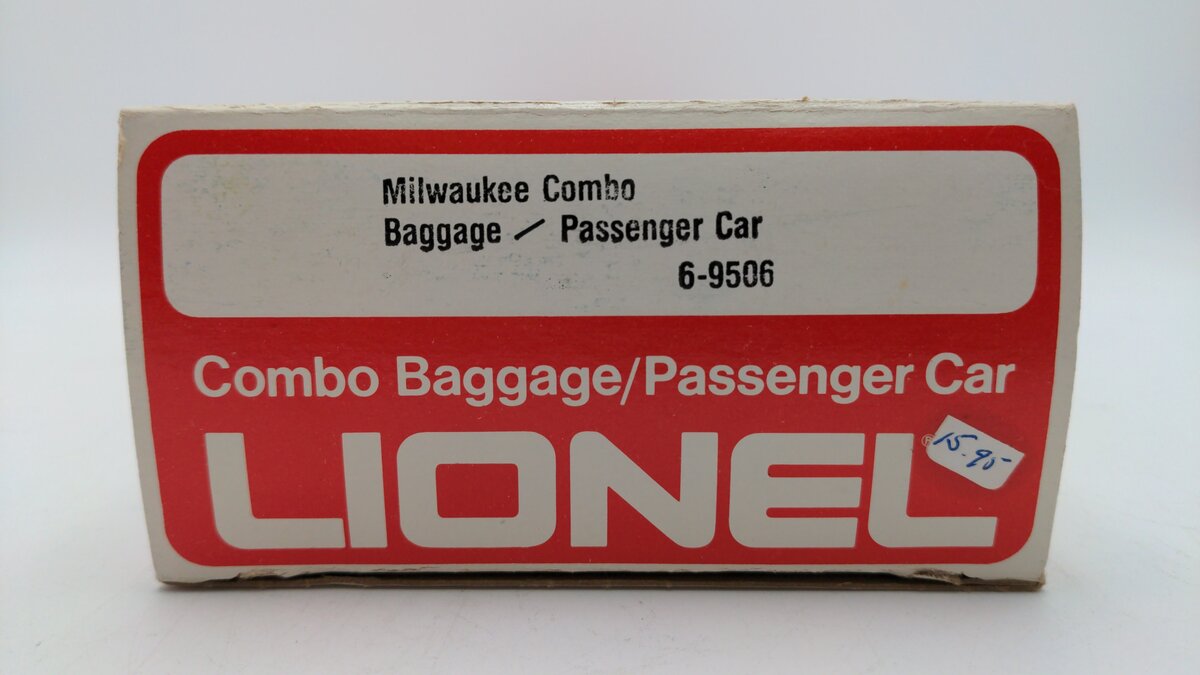 Milwaukee Combo
Baggage / Passenger Car
6-9506
Combo Baggage/Passenger Car
LIONEL®
15.95